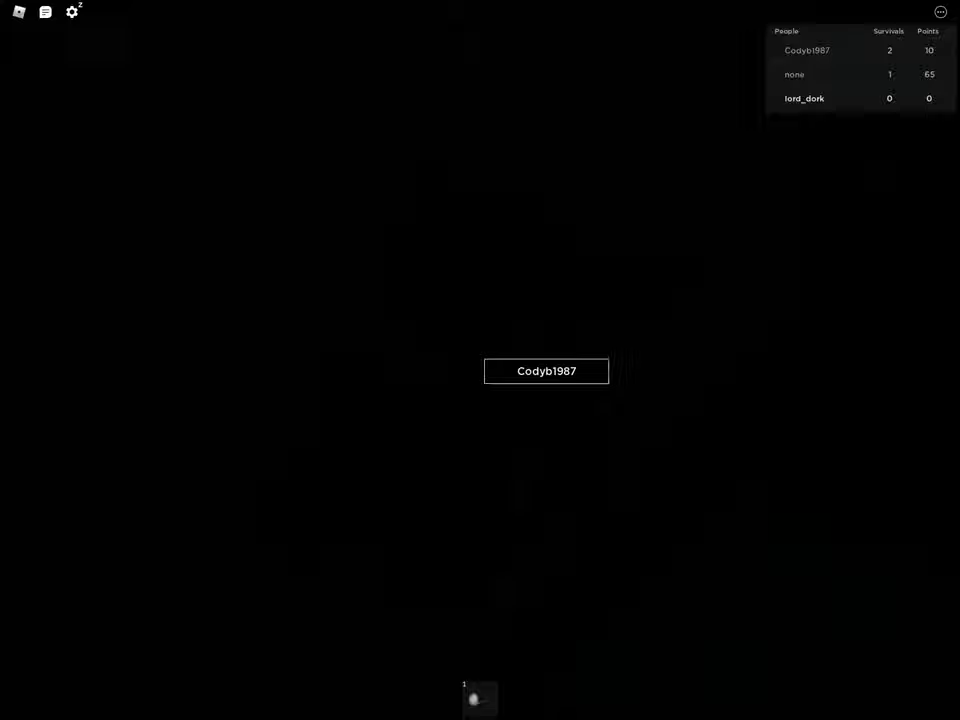 z
People Survivals Points
Codyb1987 2 10
none 1 65
lord_dork 0 0
Codyb1987
1